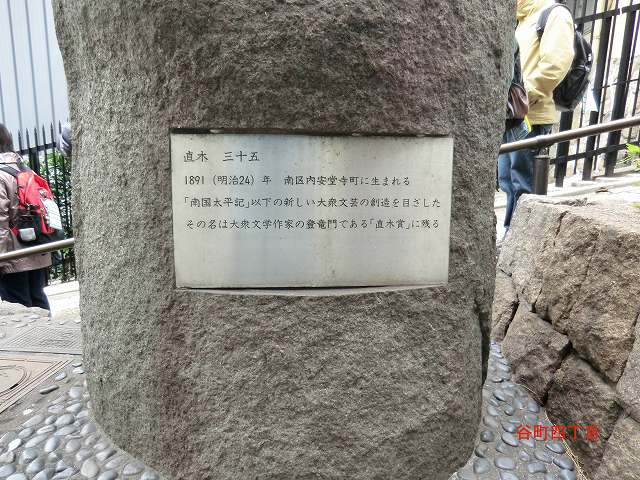 直木　三十五
1891（明治24）年　南区内安堂寺町に生まれる
「南国太平記」以下の新しい大衆文芸の創造を目ざした
その名は大衆文学作家の登竜門である「直木賞」に残る
谷町四丁目